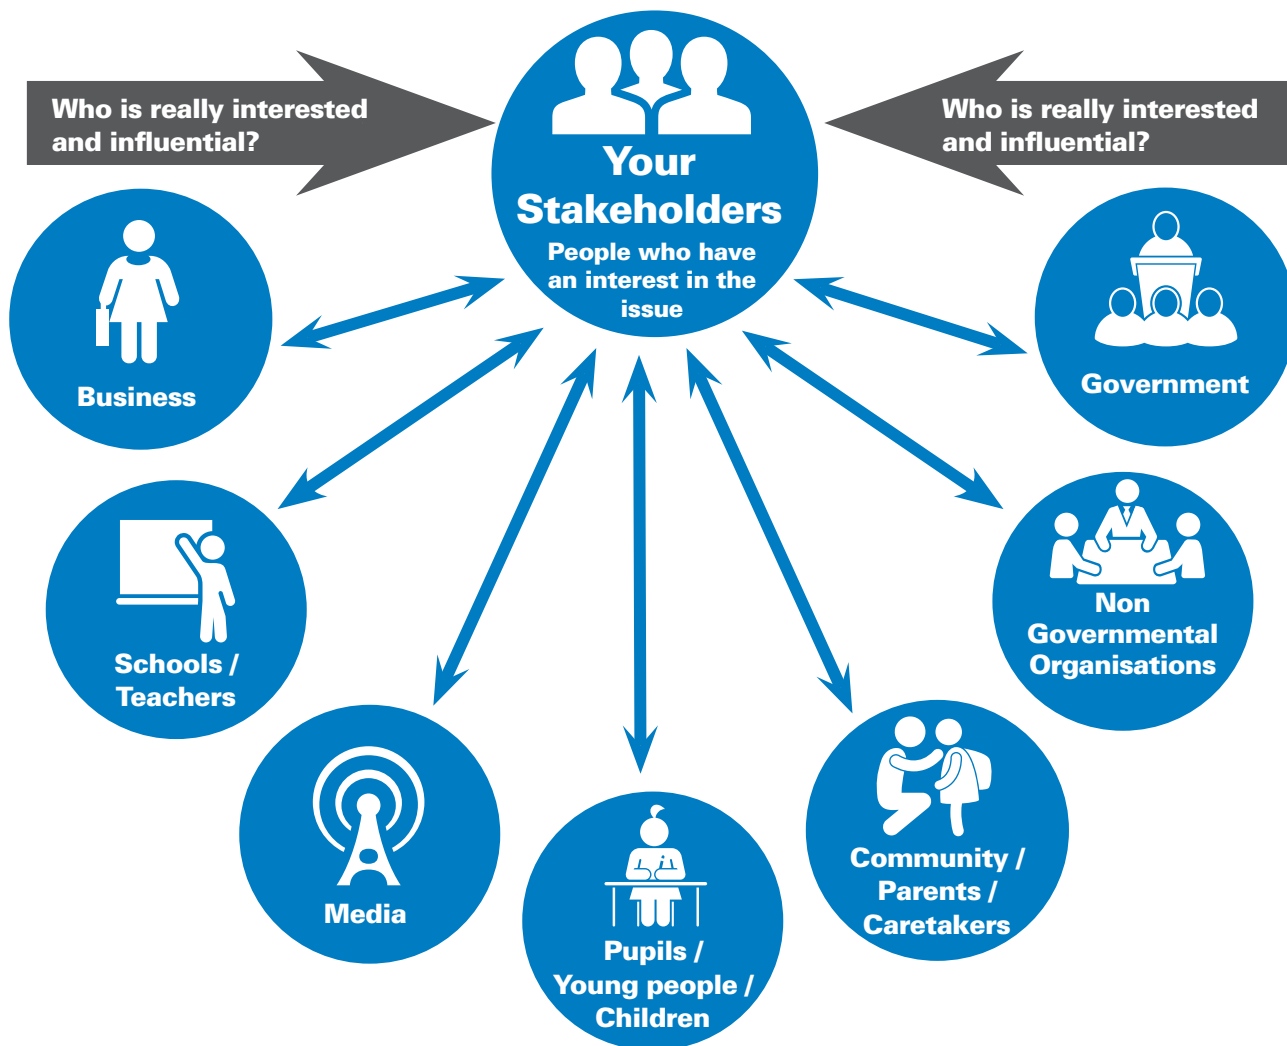 Who is really interested
and influential?
Your
Stakeholders
People who have
an interest in the
issue
Who is really interested
and influential?
Business
Government
Schools /
Teachers
Non
Governmental
Organisations
Media
Community /
Parents /
Caretakers
Pupils /
Young people /
Children